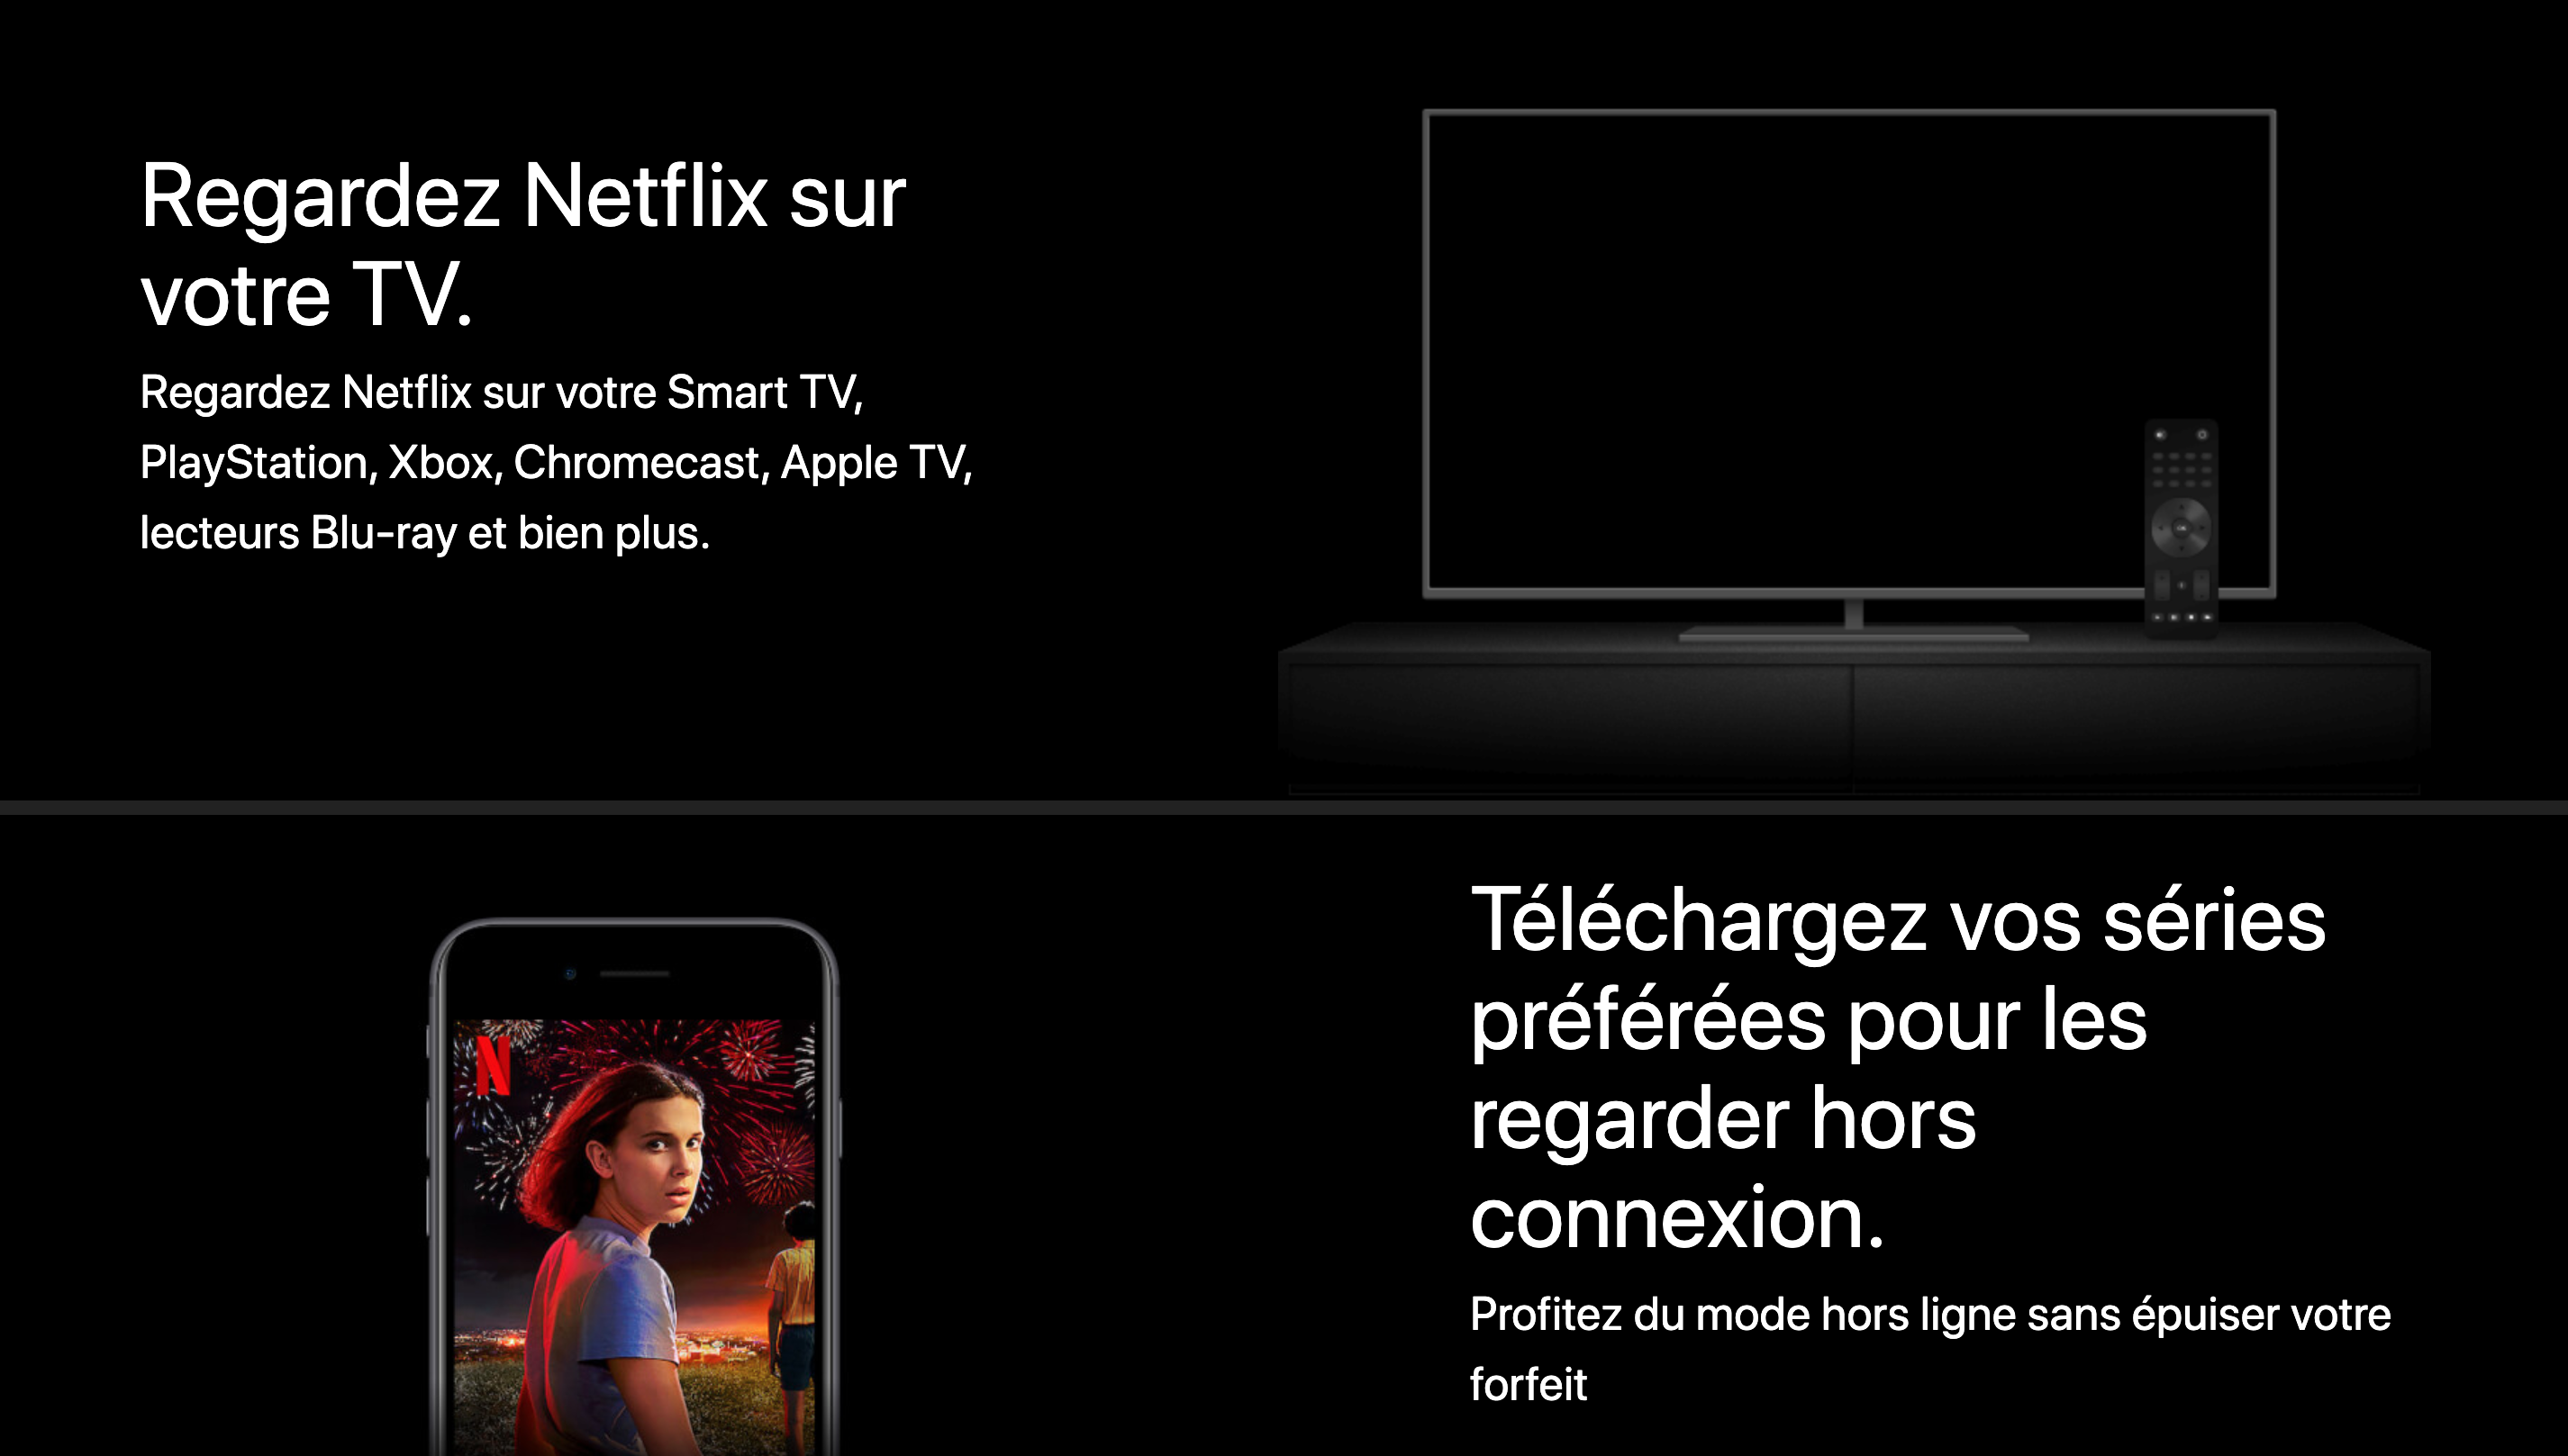 Regardez Netflix sur
votre TV.
Regardez Netflix sur votre Smart TV,
PlayStation, Xbox, Chromecast, Apple TV,
lecteurs Blu-ray et bien plus.
N
Téléchargez vos séries
préférées pour les
regarder hors
connexion.
Profitez du mode hors ligne sans épuiser votre
forfeit